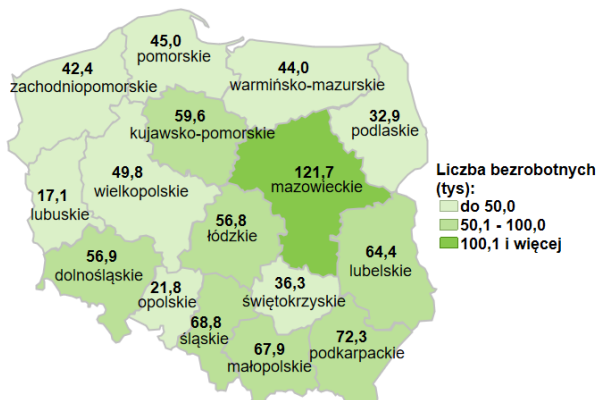 45,0
pomorskie
42,4
zachodniopomorskie
44,0
warmińsko-mazurskie
59,6
kujawsko-pomorskie
32,9
podlaskie
49,8
wielkopolskie
121,7
mazowieckie
17,1
lubuskie
56,8
łódzkie
56,9
dolnośląskie
64,4
lubelskie
21,8
opolskie
36,3
świętokrzyskie
68,8
śląskie
67,9
małopolskie
72,3
podkarpackie
Liczba bezrobotnych
(tys):
do 50,0
50,1 - 100,0
100,1 i więcej